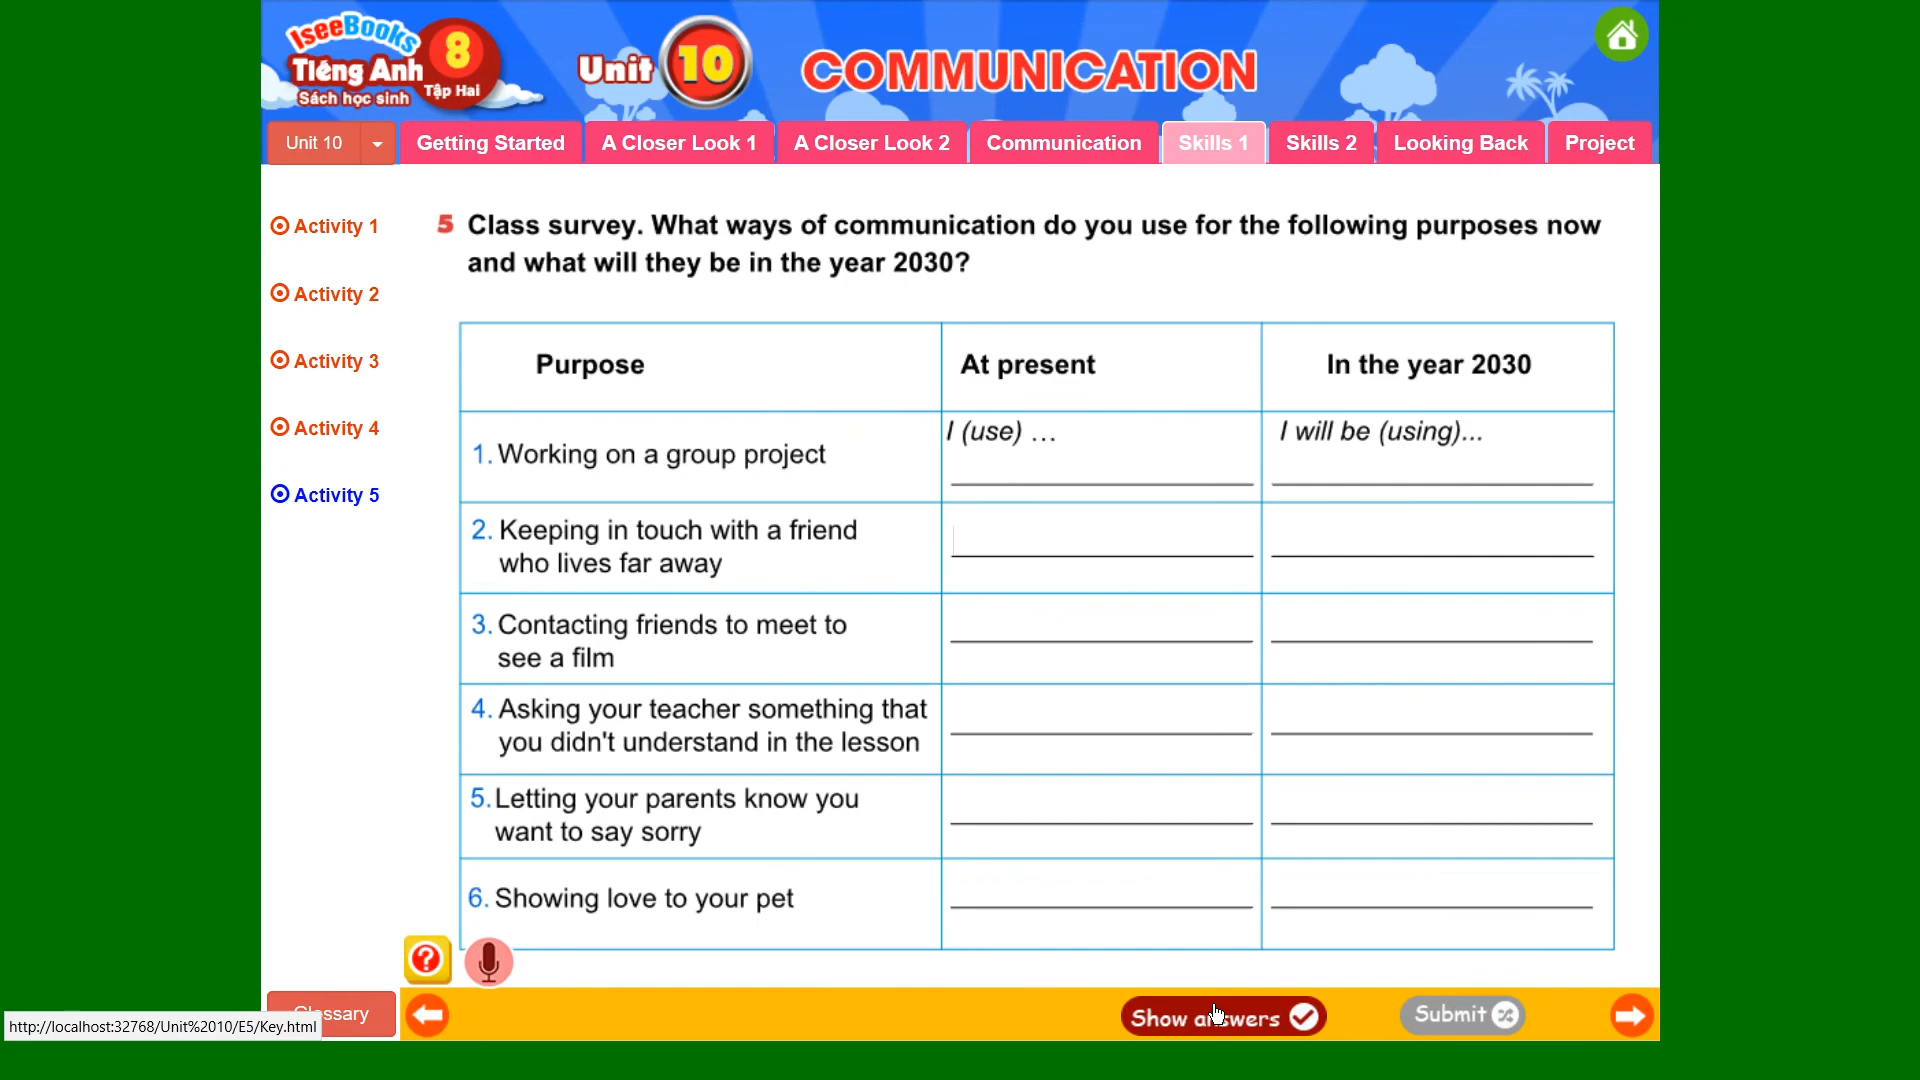 IseeBooks
Tiếng Anh 8
Sách học sinh Tập Hai
Unit 10 COMMUNICATION
Unit 10 Getting Started A Closer Look 1 A Closer Look 2 Communication Skills 1 Skills 2 Looking Back Project
Activity 1
Activity 2
Activity 3
Activity 4
Activity 5
5 Class survey. What ways of communication do you use for the following purposes now
and what will they be in the year 2030?
Purpose At present In the year 2030
1. Working on a group project I (use) … I will be (using)...
2. Keeping in touch with a friend
who lives far away
3. Contacting friends to meet to
see a film
4. Asking your teacher something that
you didn't understand in the lesson
5. Letting your parents know you
want to say sorry
6. Showing love to your pet
?
Glossary
http://localhost:32768/Unit%2010/E5/Key.html
Show answers Submit